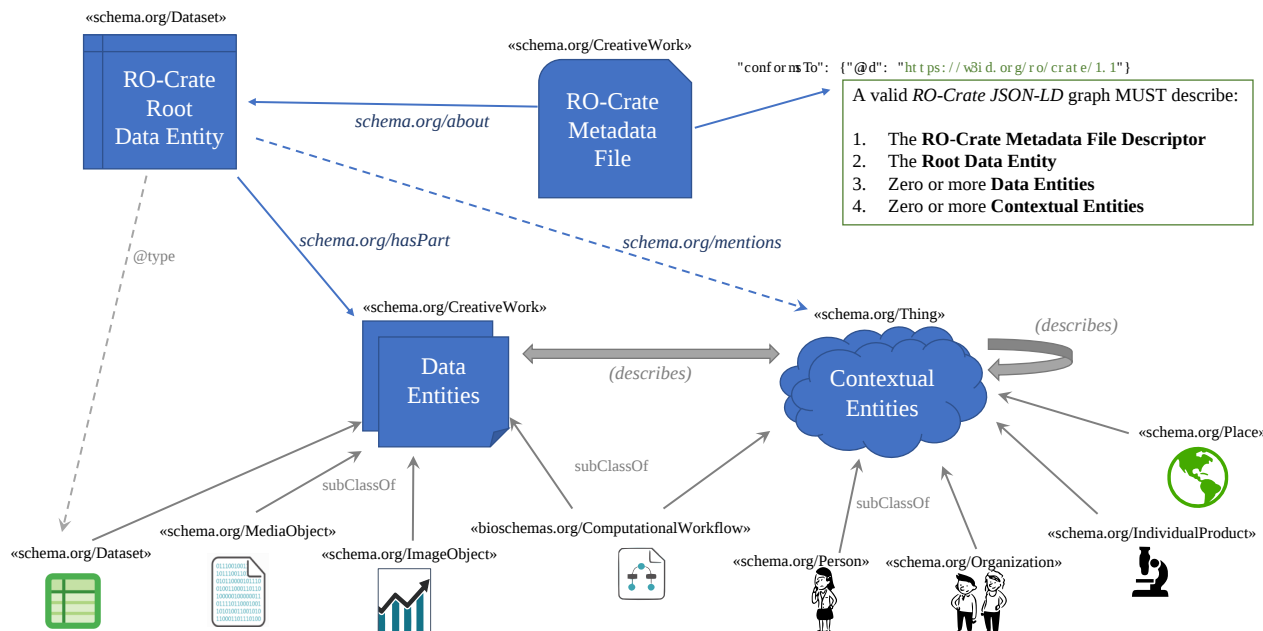 «schema.org/Dataset»
RO-Crate
Root
Data Entity
«schema.org/CreativeWork»
RO-Crate
Metadata
File
schema.org/about
"conformsTo": {"@id": "https://w3id.org/ro/crate/1.1"}
A valid RO-Crate JSON-LD graph MUST describe:
1. The RO-Crate Metadata File Descriptor
2. The Root Data Entity
3. Zero or more Data Entities
4. Zero or more Contextual Entities
schema.org/hasPart
schema.org/mentions
@type
«schema.org/CreativeWork»
Data
Entities
(describes)
«schema.org/Thing»
Contextual
Entities
(describes)
subClassOf
subClassOf
subClassOf
«schema.org/Place»
«schema.org/Dataset»
«schema.org/MediaObject»
«schema.org/ImageObject»
«bioschemas.org/ComputationalWorkflow»
«schema.org/Person»
«schema.org/Organization»
«schema.org/IndividualProduct»